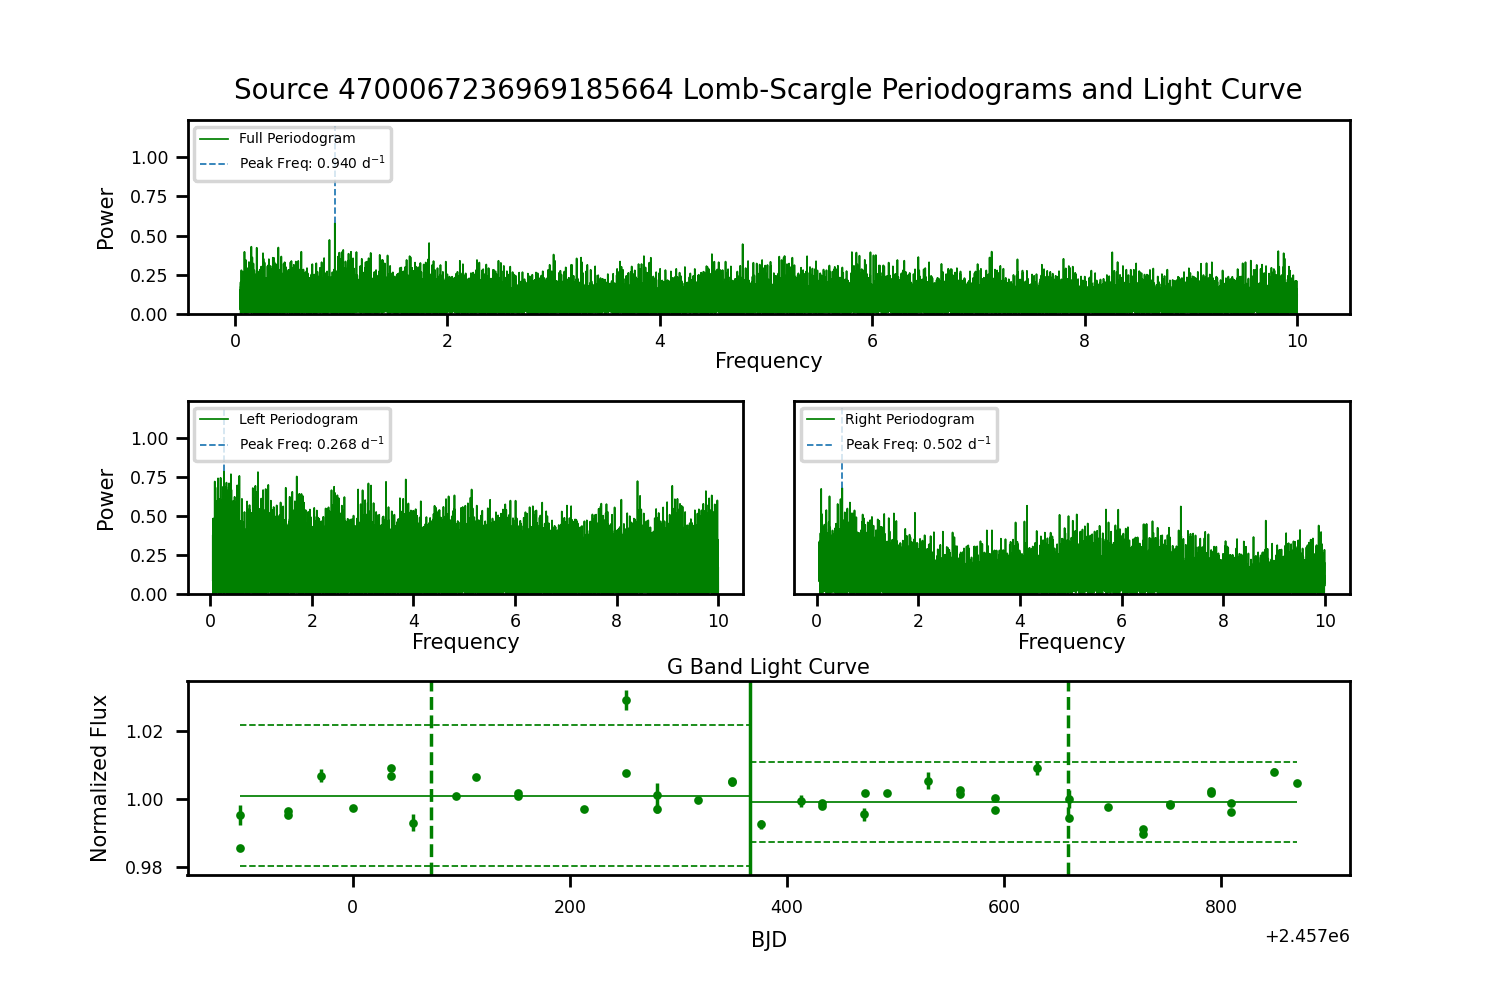 Source 4700067236969185664 Lomb-Scargle Periodograms and Light Curve
Full Periodogram
Peak Freq: 0.940 d⁻¹
Power
1.00
0.75
0.50
0.25
0.00
0 2 4 6 8 10
Frequency
Left Periodogram
Peak Freq: 0.268 d⁻¹
Power
1.00
0.75
0.50
0.25
0.00
0 2 4 6 8 10
Frequency
Right Periodogram
Peak Freq: 0.502 d⁻¹
0 2 4 6 8 10
Frequency
G Band Light Curve
Normalized Flux
1.02
1.00
0.98
0 200 400 600 800
BJD
+2.457e6